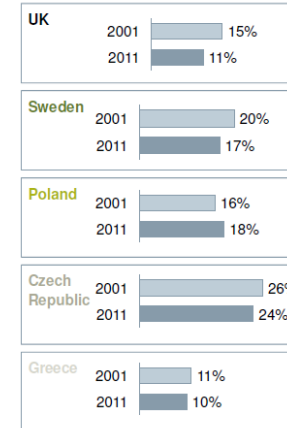 UK
2001 15%
2011 11%
Sweden
2001 20%
2011 17%
Poland
2001 16%
2011 18%
Czech
Republic
2001 26%
2011 24%
Greece
2001 11%
2011 10%